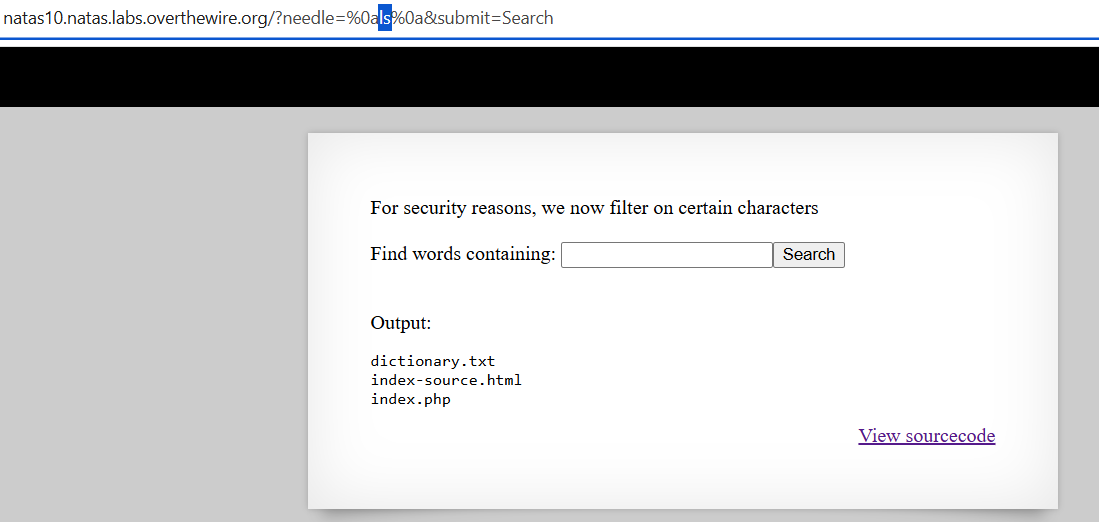 natas10.natas.labs.overthewire.org/?needle=%0als%0a&submit=Search
For security reasons, we now filter on certain characters
Find words containing: Search
Output:
dictionary.txt
index-source.html
index.php
View sourcecode